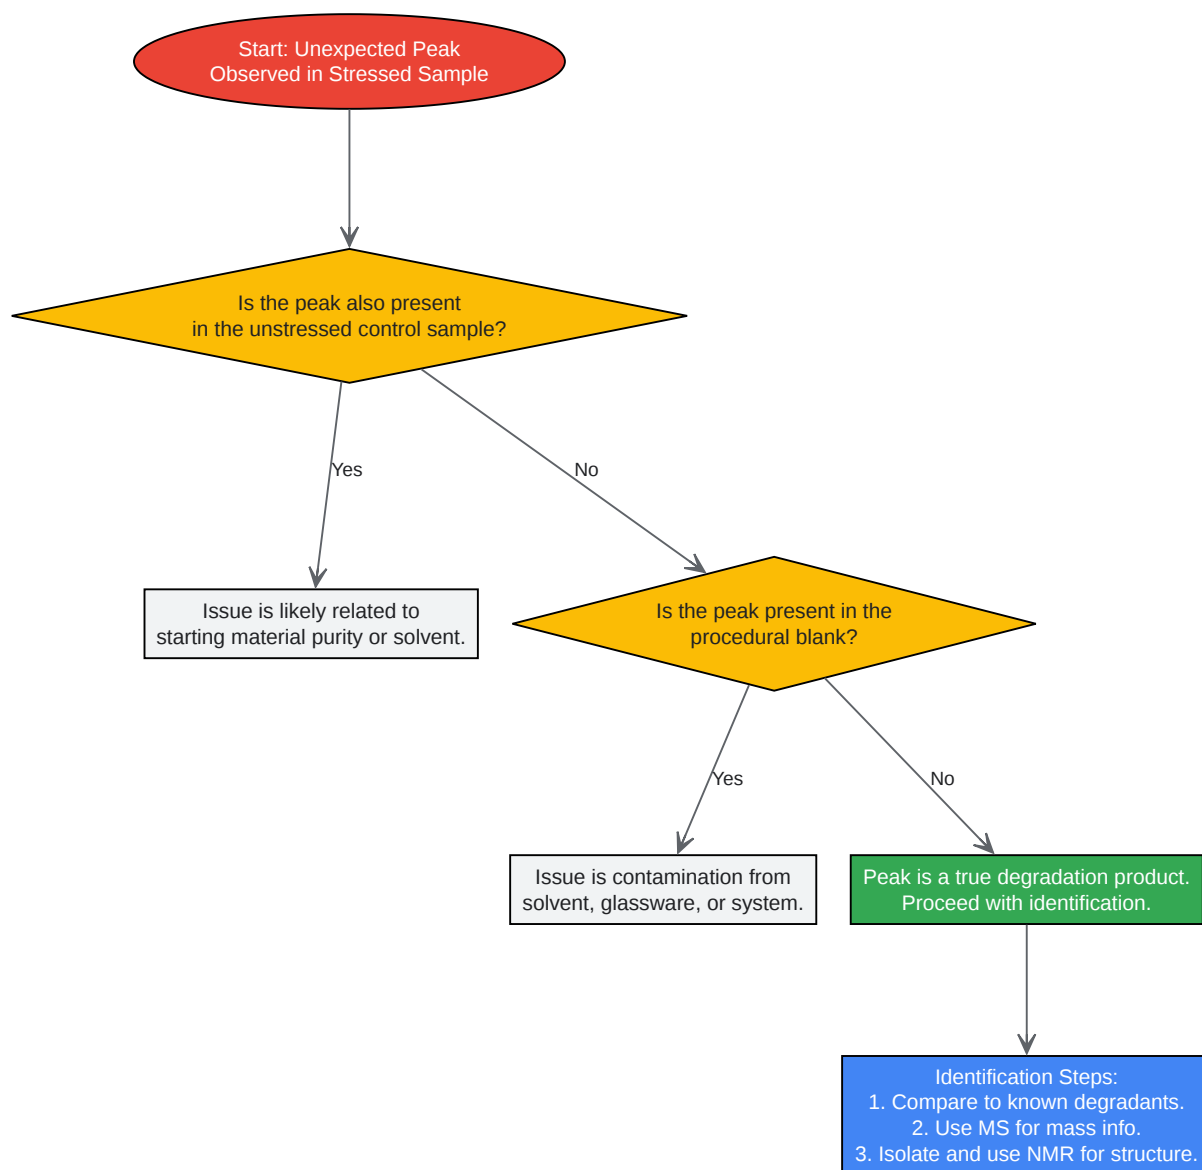 Start: Unexpected Peak
Observed in Stressed Sample
Is the peak also present
in the unstressed control sample?
Yes
No
Issue is likely related to
starting material purity or solvent.
Is the peak present in the
procedural blank?
Yes
No
Issue is contamination from
solvent, glassware, or system.
Peak is a true degradation product.
Proceed with identification.
Identification Steps:
1. Compare to known degradants.
2. Use MS for mass info.
3. Isolate and use NMR for structure.